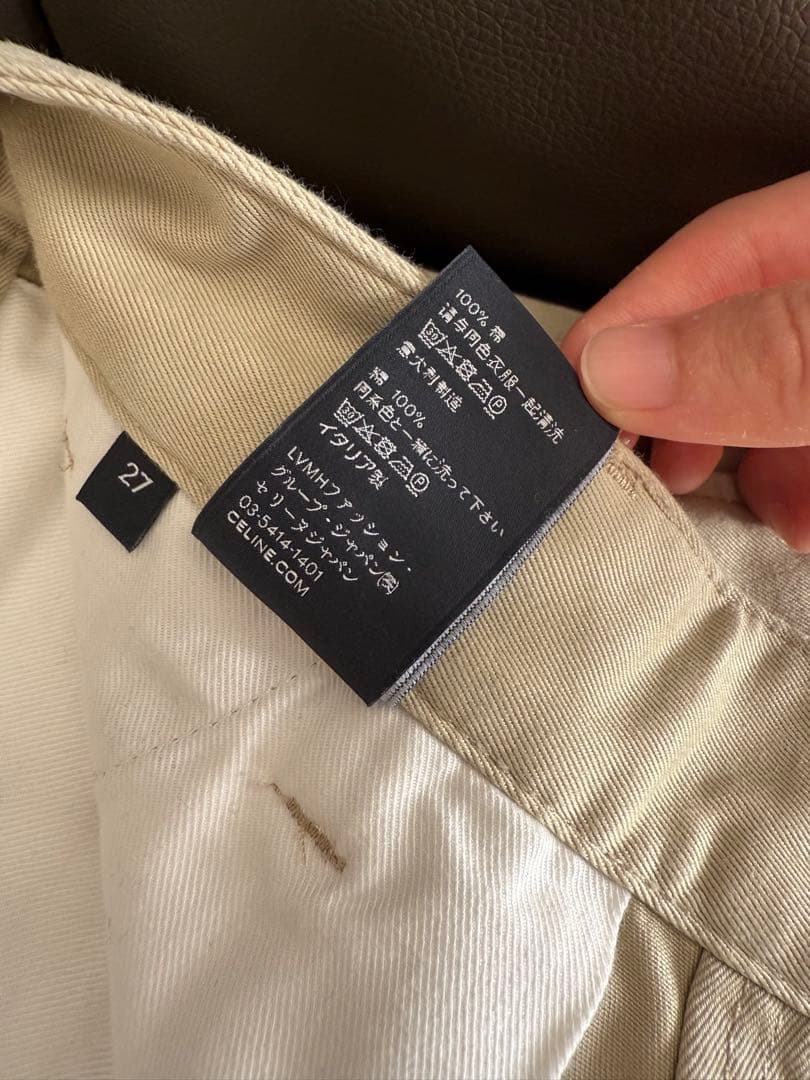 100% 棉
请与同色衣服一起清洗
30 P
意大利制造
棉 100%
同系色と一緒に洗って下さい
30 P
イタリア製
LVMHファッション・
グループ・ジャパン㈱
セリーヌジャパン
03-5414-1401
CELINE.COM
27